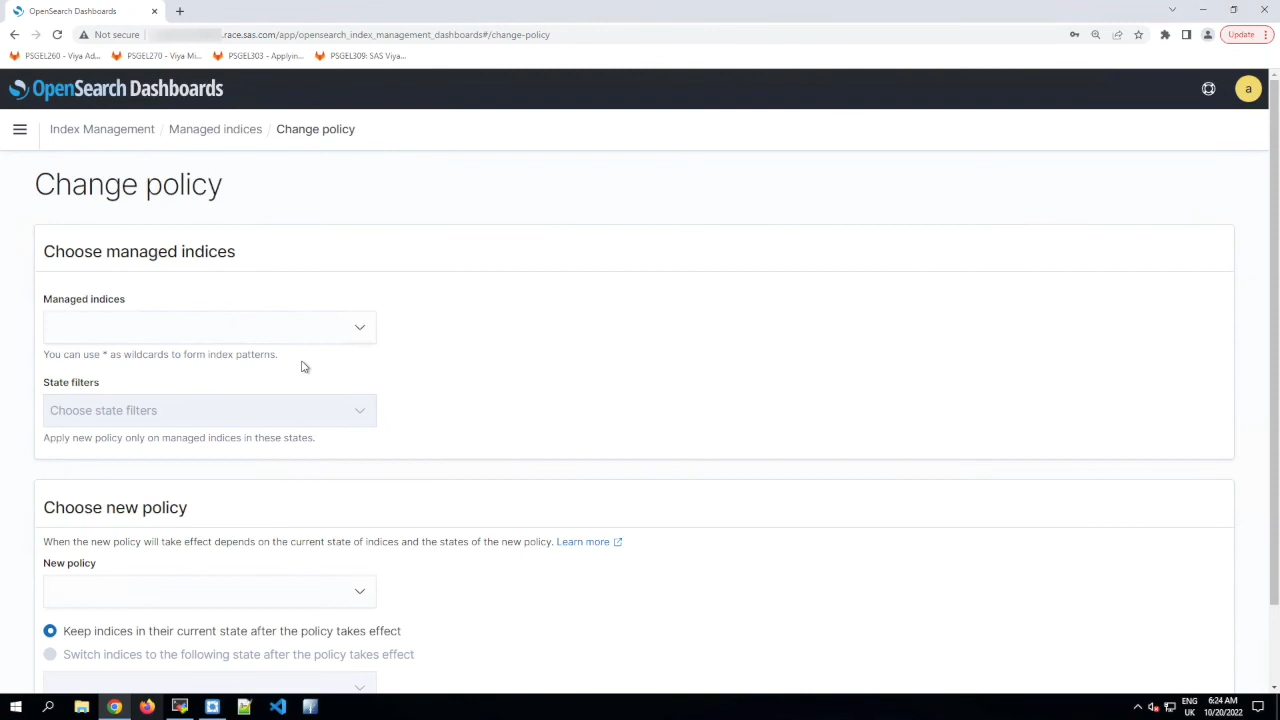 OpenSearch Dashboards
Not secure
.race.sas.com/app/opensearch_index_management_dashboards#/change-policy
Update
PSGEL260 - Viya Ad...
PSGEL270 - Viya Mi...
PSGEL303 - Applyin...
PSGEL309: SAS Viya...
OpenSearch Dashboards
a
Index Management / Managed indices / Change policy
Change policy
Choose managed indices
Managed indices
You can use * as wildcards to form index patterns.
State filters
Choose state filters
Apply new policy only on managed indices in these states.
Choose new policy
When the new policy will take effect depends on the current state of indices and the states of the new policy. Learn more
New policy
Keep indices in their current state after the policy takes effect
Switch indices to the following state after the policy takes effect
ENG
UK
6:24 AM
10/20/2022